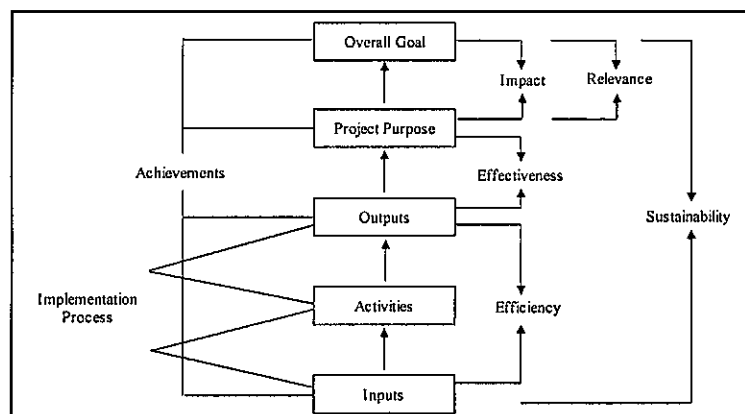 Overall Goal
Impact
Relevance
Project Purpose
Achievements
Effectiveness
Outputs
Sustainability
Implementation
Process
Activities
Efficiency
Inputs